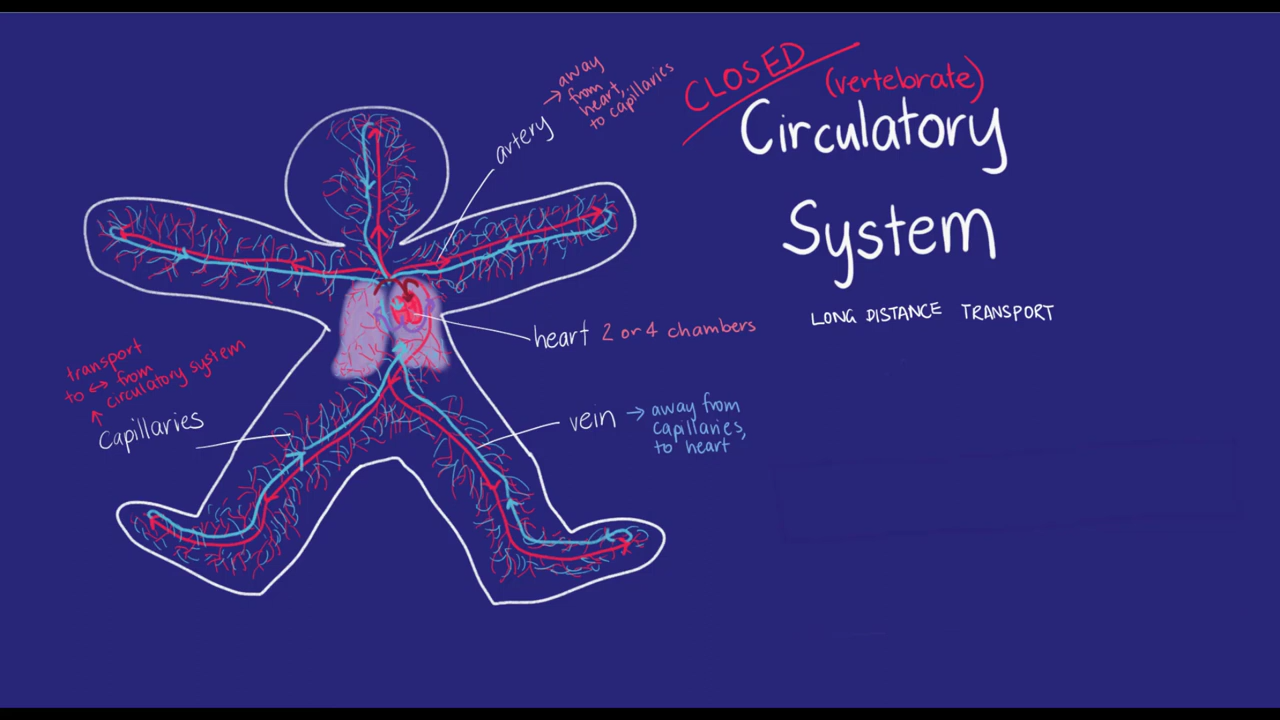 CLOSED
(vertebrate)
Circulatory
System
LONG DISTANCE TRANSPORT
artery → away
from
heart,
to capillaries
heart 2 or 4 chambers
vein → away from
capillaries,
to heart
transport
to ↔ from
↑ circulatory system
Capillaries